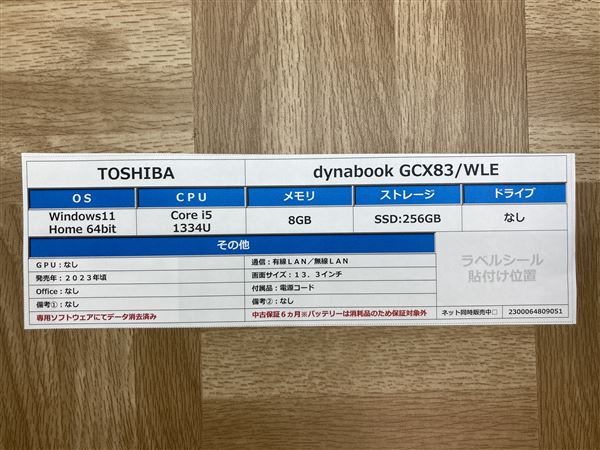 TOSHIBA dynabook GCX83/WLE
ＯＳ ＣＰＵ メモリ ストレージ ドライブ
Windows11 Home 64bit Core i5 1334U 8GB SSD:256GB なし
その他
ＧＰＵ：なし 通信：有線ＬＡＮ／無線ＬＡＮ
発売年：２０２３年頃 画面サイズ：１３．３インチ
Office：なし 付属品：電源コード
備考①：なし 備考②：なし
専用ソフトウェアにてデータ消去済み 中古保証６ヵ月※バッテリーは消耗品のため保証対象外
ラベルシール
貼付け位置
ネット同時販売中□ 2300064809051